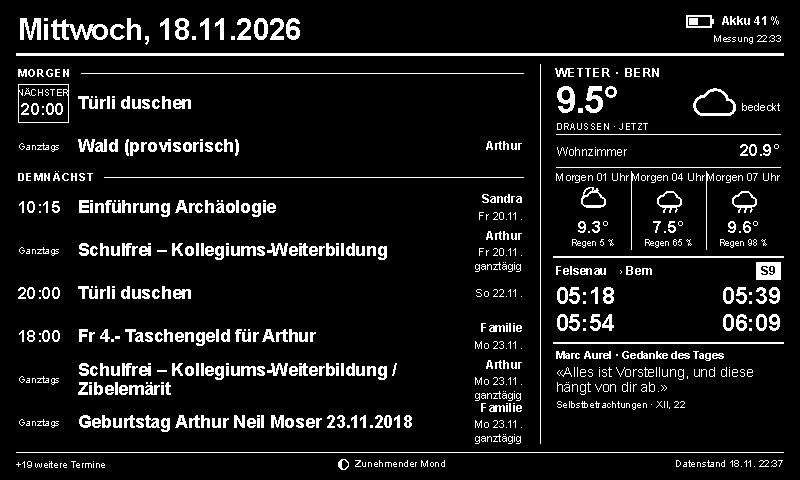 Mittwoch, 18.11.2026
Akku 41 %
Messung 22:33
MORGEN
NÄCHSTER
20:00 Türli duschen
Ganztags Wald (provisorisch) Arthur
DEMNÄCHST
10:15 Einführung Archäologie Sandra
Fr 20.11.
Ganztags Schulfrei – Kollegiums-Weiterbildung Arthur
Fr 20.11.
ganztägig
20:00 Türli duschen So 22.11.
18:00 Fr 4.- Taschengeld für Arthur Familie
Mo 23.11.
Ganztags Schulfrei – Kollegiums-Weiterbildung / Zibelemärit Arthur
Mo 23.11.
ganztägig
Ganztags Geburtstag Arthur Neil Moser 23.11.2018 Familie
Mo 23.11.
ganztägig
WETTER · BERN
9.5° bedeckt
DRAUSSEN · JETZT
Wohnzimmer 20.9°
Morgen 01 Uhr Morgen 04 Uhr Morgen 07 Uhr
9.3° 7.5° 9.6°
Regen 5 % Regen 65 % Regen 98 %
Felsenau → Bern S9
05:18 05:39
05:54 06:09
Marc Aurel · Gedanke des Tages
«Alles ist Vorstellung, und diese
hängt von dir ab.»
Selbstbetrachtungen · XII, 22
+19 weitere Termine Zunehmender Mond Datenstand 18.11. 22:37